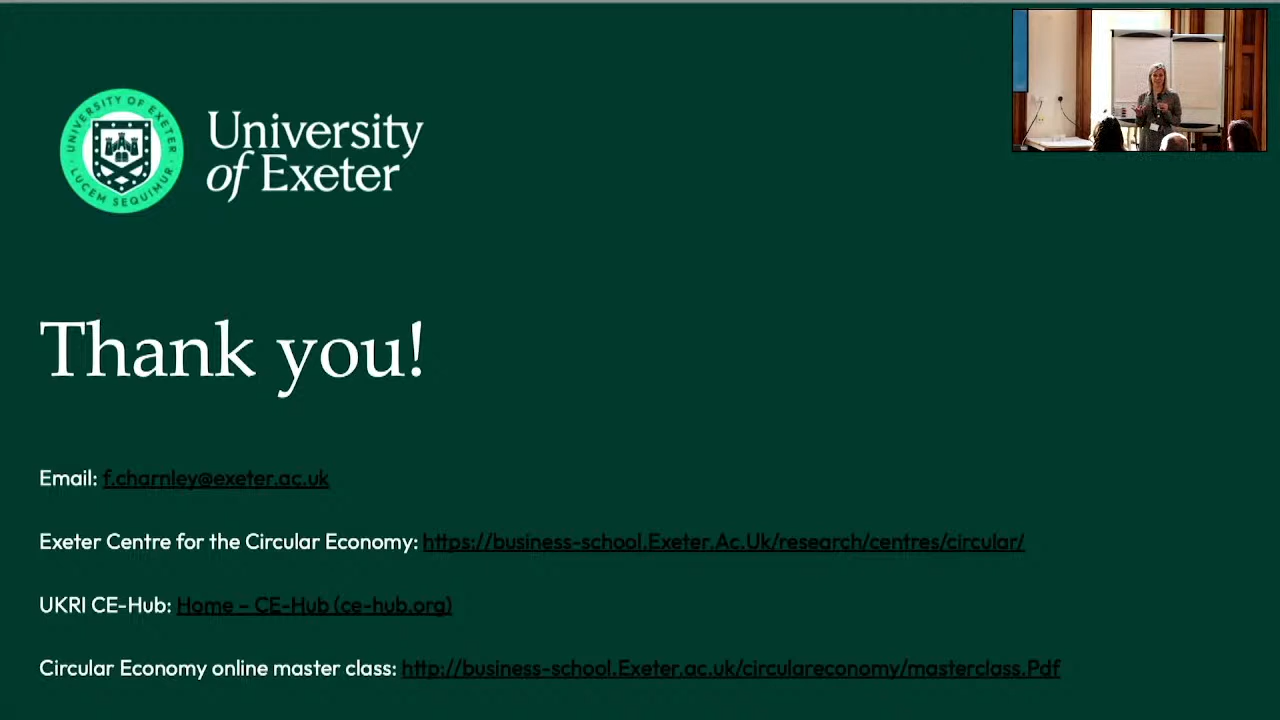 UNIVERSITY OF EXETER
LUCEM SEQUIMUR
University
of Exeter
Thank you!
Email: f.charnley@exeter.ac.uk
Exeter Centre for the Circular Economy: https://business-school.Exeter.Ac.Uk/research/centres/circular/
UKRI CE-Hub: Home – CE-Hub (ce-hub.org)
Circular Economy online master class: http://business-school.Exeter.ac.uk/circulareconomy/masterclass.Pdf